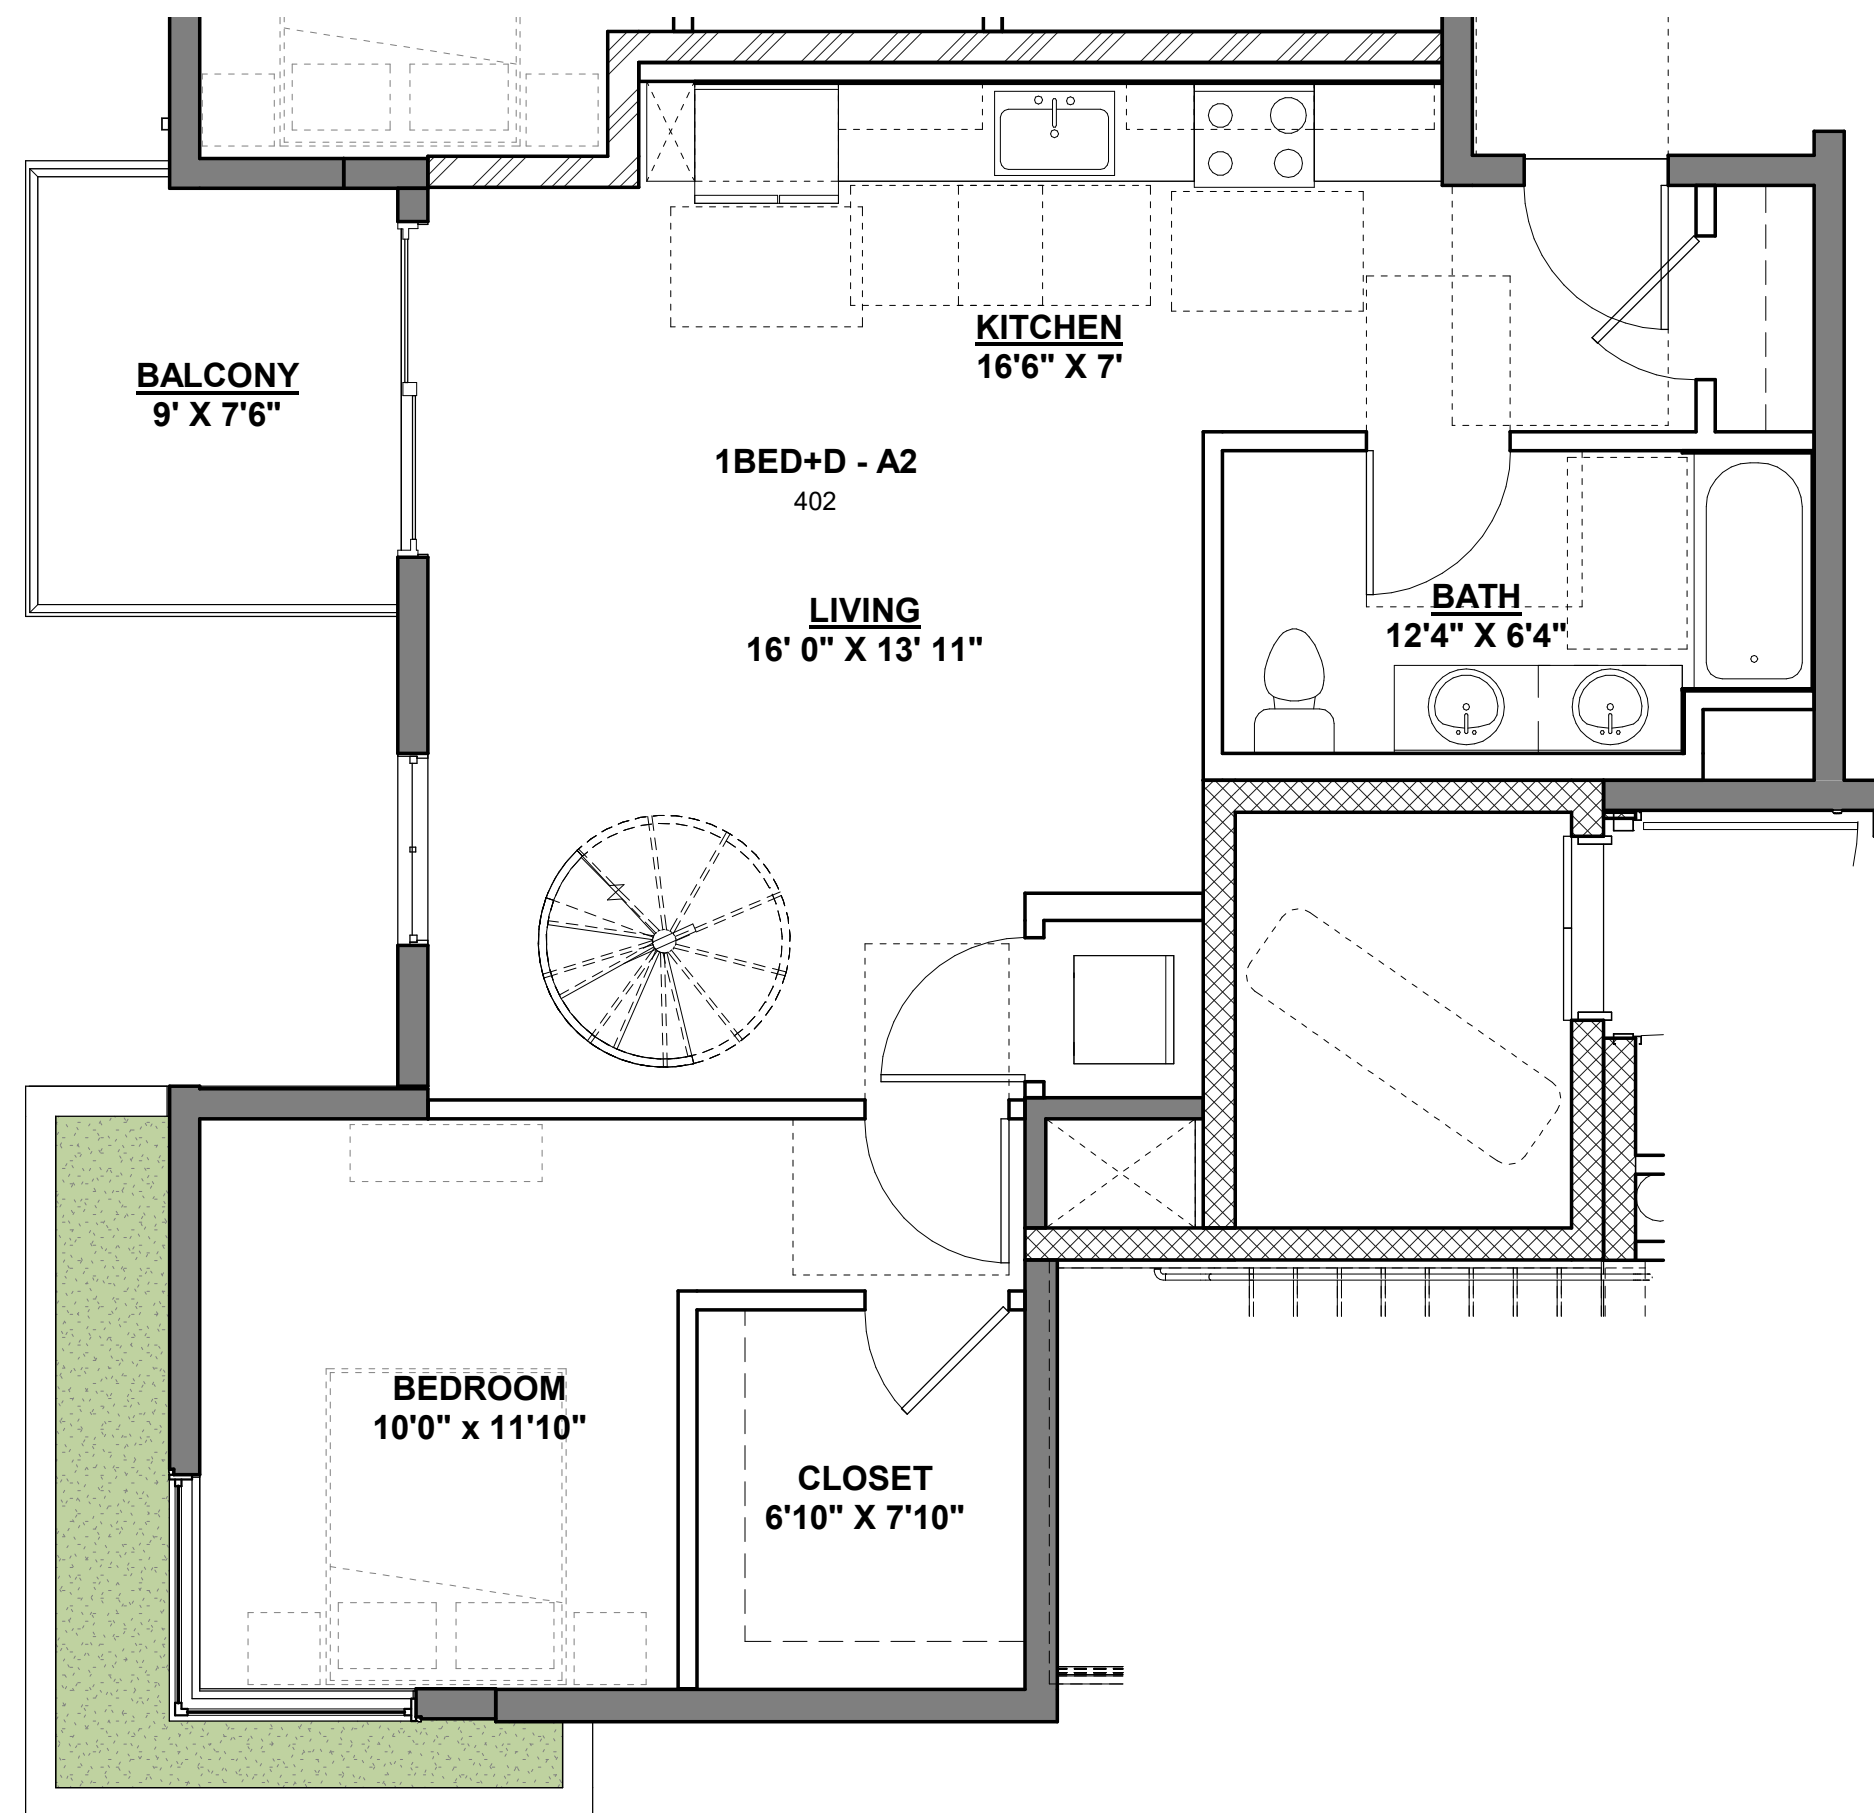 KITCHEN
16'6" X 7'
BALCONY
9' X 7'6"
1BED+D - A2
402
LIVING
16' 0" X 13' 11"
BATH
12'4" X 6'4"
BEDROOM
10'0" x 11'10"
CLOSET
6'10" X 7'10"